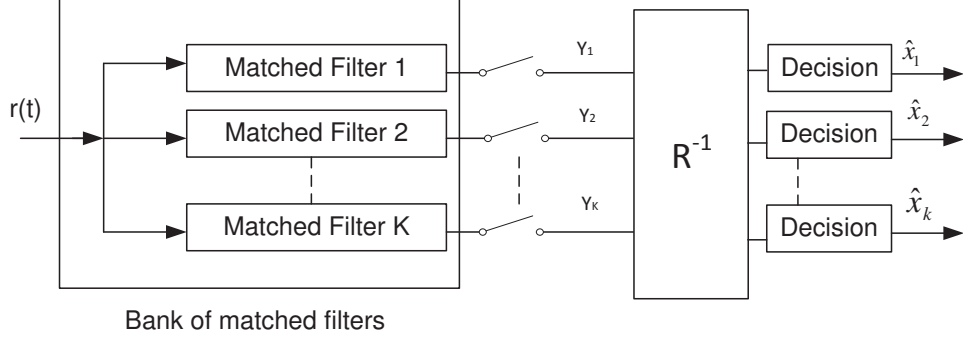 r(t)
Matched Filter 1
Y₁
Decision
x̂₁
Matched Filter 2
Y₂
R⁻¹
Decision
x̂₂
Matched Filter K
Yₖ
Decision
x̂ₖ
Bank of matched filters